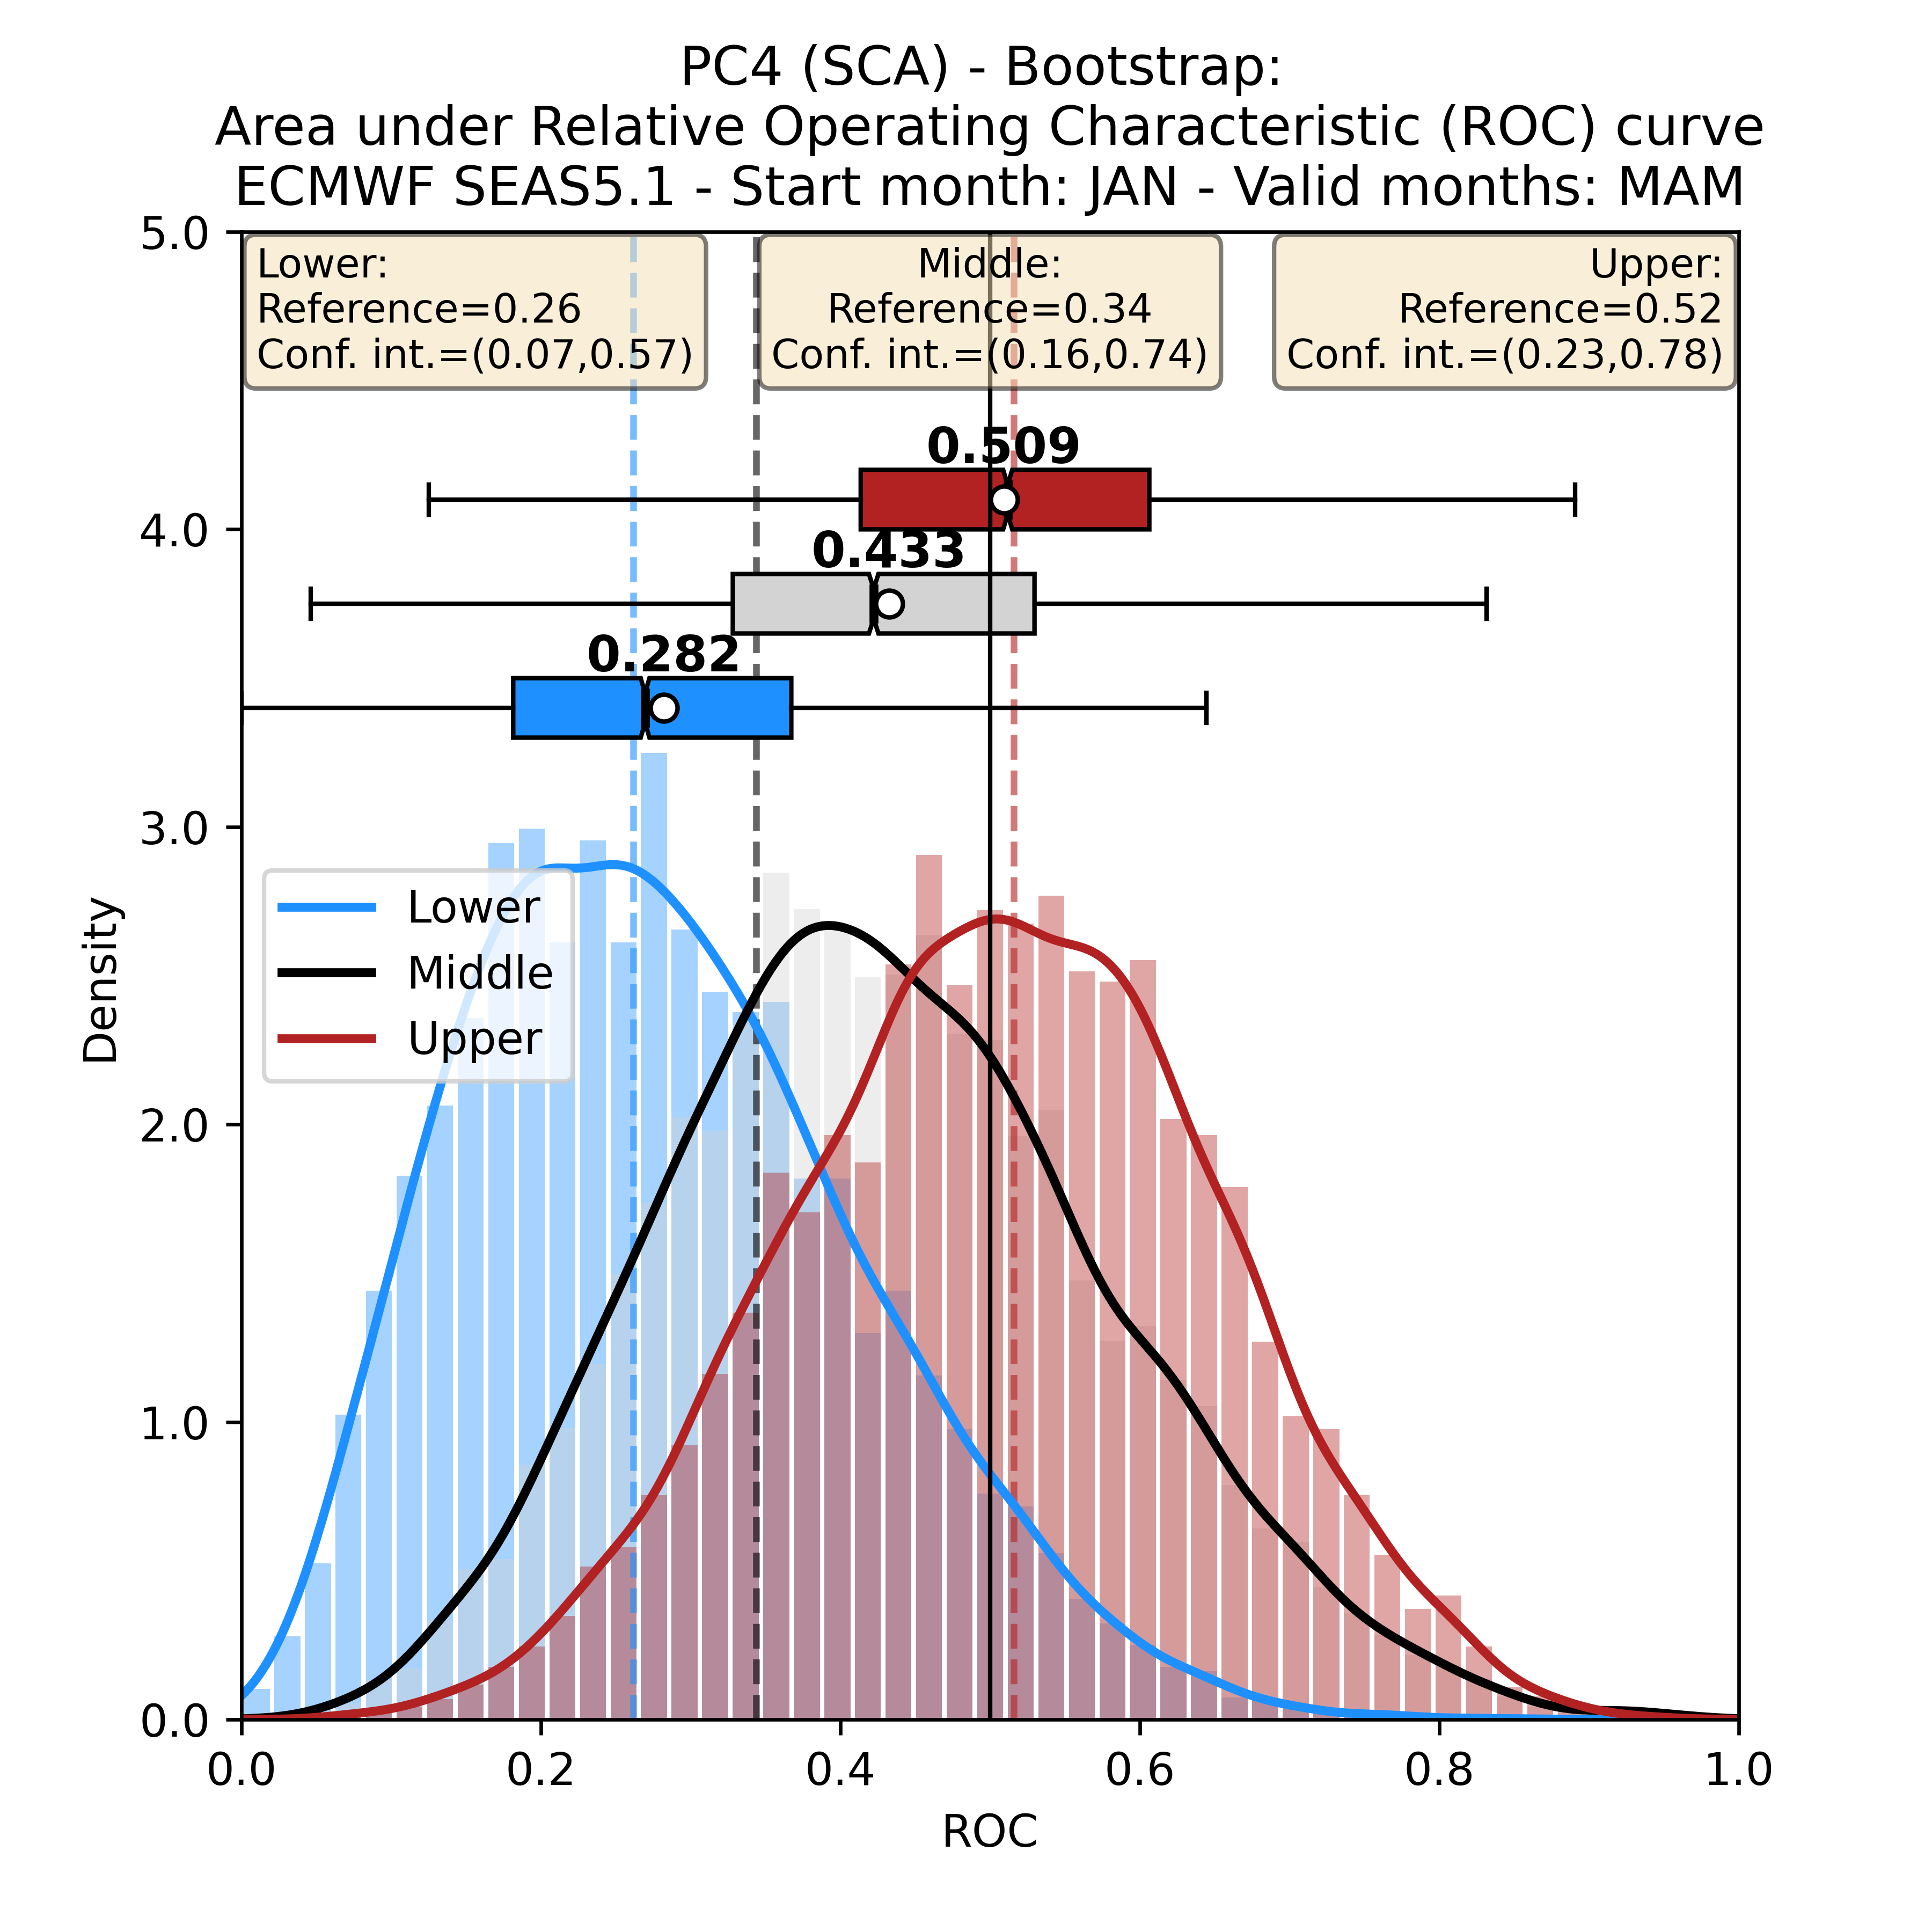 PC4 (SCA) - Bootstrap:
Area under Relative Operating Characteristic (ROC) curve
ECMWF SEAS5.1 - Start month: JAN - Valid months: MAM
5.0
Lower:
Reference=0.26
Conf. int.=(0.07,0.57)
Middle:
Reference=0.34
Conf. int.=(0.16,0.74)
Upper:
Reference=0.52
Conf. int.=(0.23,0.78)
0.509
4.0
0.433
0.282
3.0
Lower
Middle
Upper
Density
2.0
1.0
0.0
0.0 0.2 0.4 0.6 0.8 1.0
ROC